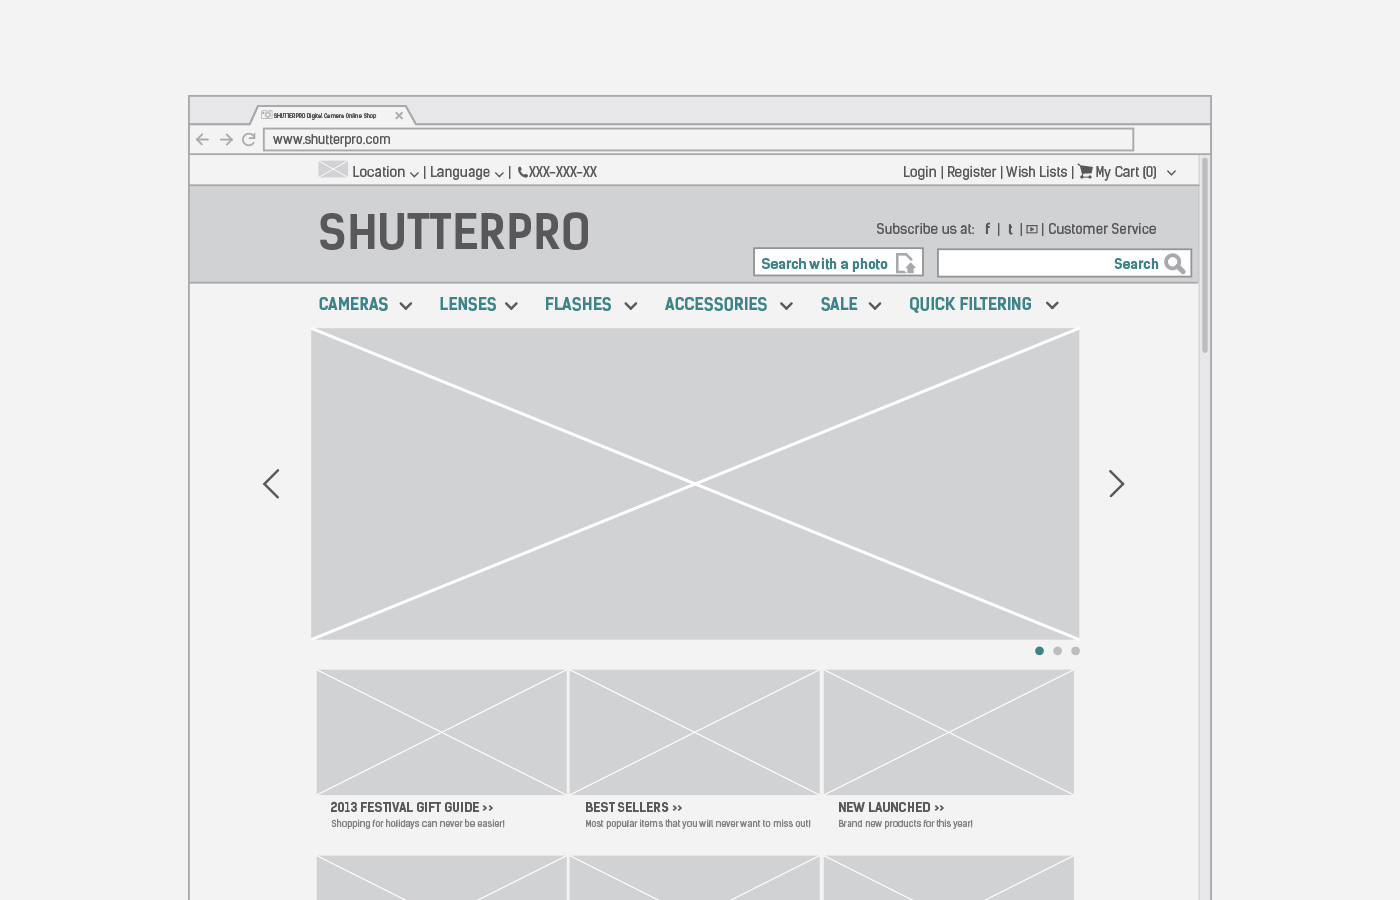 SHUTTERPRO Digital Camera Online Shop
www.shutterpro.com
Location | Language | XXX-XXX-XX
Login | Register | Wish Lists | My Cart (0)
SHUTTERPRO
Subscribe us at: f | t | | Customer Service
Search with a photo
Search
CAMERAS LENSES FLASHES ACCESSORIES SALE QUICK FILTERING
2013 FESTIVAL GIFT GUIDE >>
Shopping for holidays can never be easier!
BEST SELLERS >>
Most popular items that you will never want to miss out!
NEW LAUNCHED >>
Brand new products for this year!